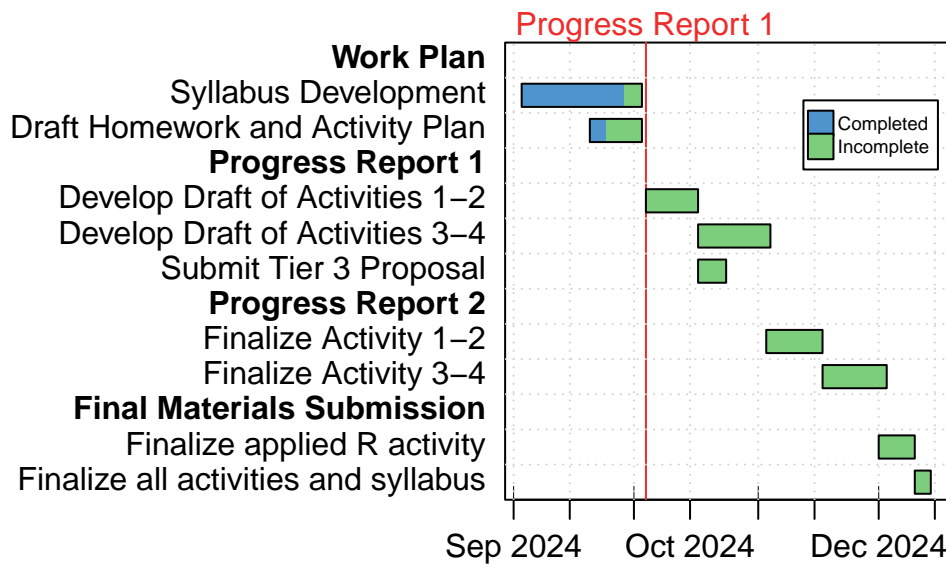 Progress Report 1
Work Plan
Syllabus Development
Draft Homework and Activity Plan
Progress Report 1
Develop Draft of Activities 1−2
Develop Draft of Activities 3−4
Submit Tier 3 Proposal
Progress Report 2
Finalize Activity 1−2
Finalize Activity 3−4
Final Materials Submission
Finalize applied R activity
Finalize all activities and syllabus
Completed
Incomplete
Sep 2024 Oct 2024 Dec 2024